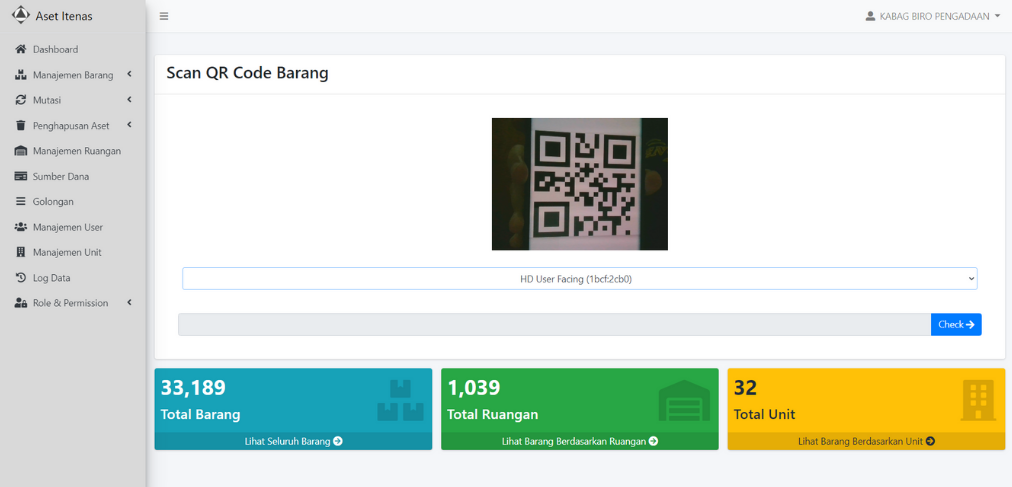 Aset Itenas
KABAG BIRO PENGADAAN
Dashboard
Manajemen Barang
Mutasi
Penghapusan Aset
Manajemen Ruangan
Sumber Dana
Golongan
Manajemen User
Manajemen Unit
Log Data
Role & Permission
Scan QR Code Barang
HD User Facing (1bcf:2cb0)
Check
33,189
Total Barang
Lihat Seluruh Barang
1,039
Total Ruangan
Lihat Barang Berdasarkan Ruangan
32
Total Unit
Lihat Barang Berdasarkan Unit